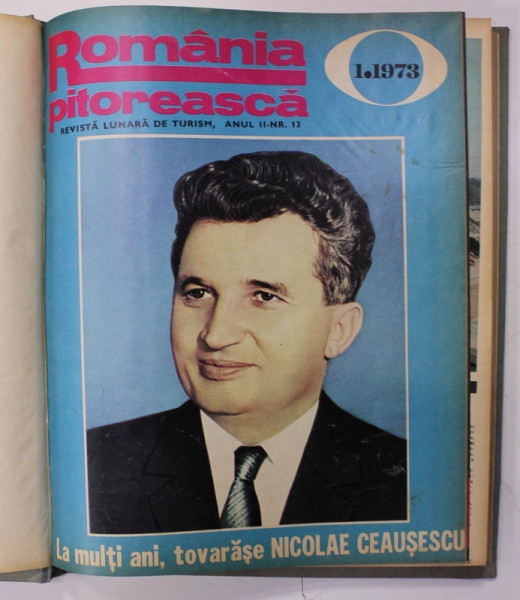 România
pitorească
1.1973
REVISTĂ LUNARĂ DE TURISM, ANUL II-NR. 13
La mulți ani, tovarășe NICOLAE CEAUȘESCU